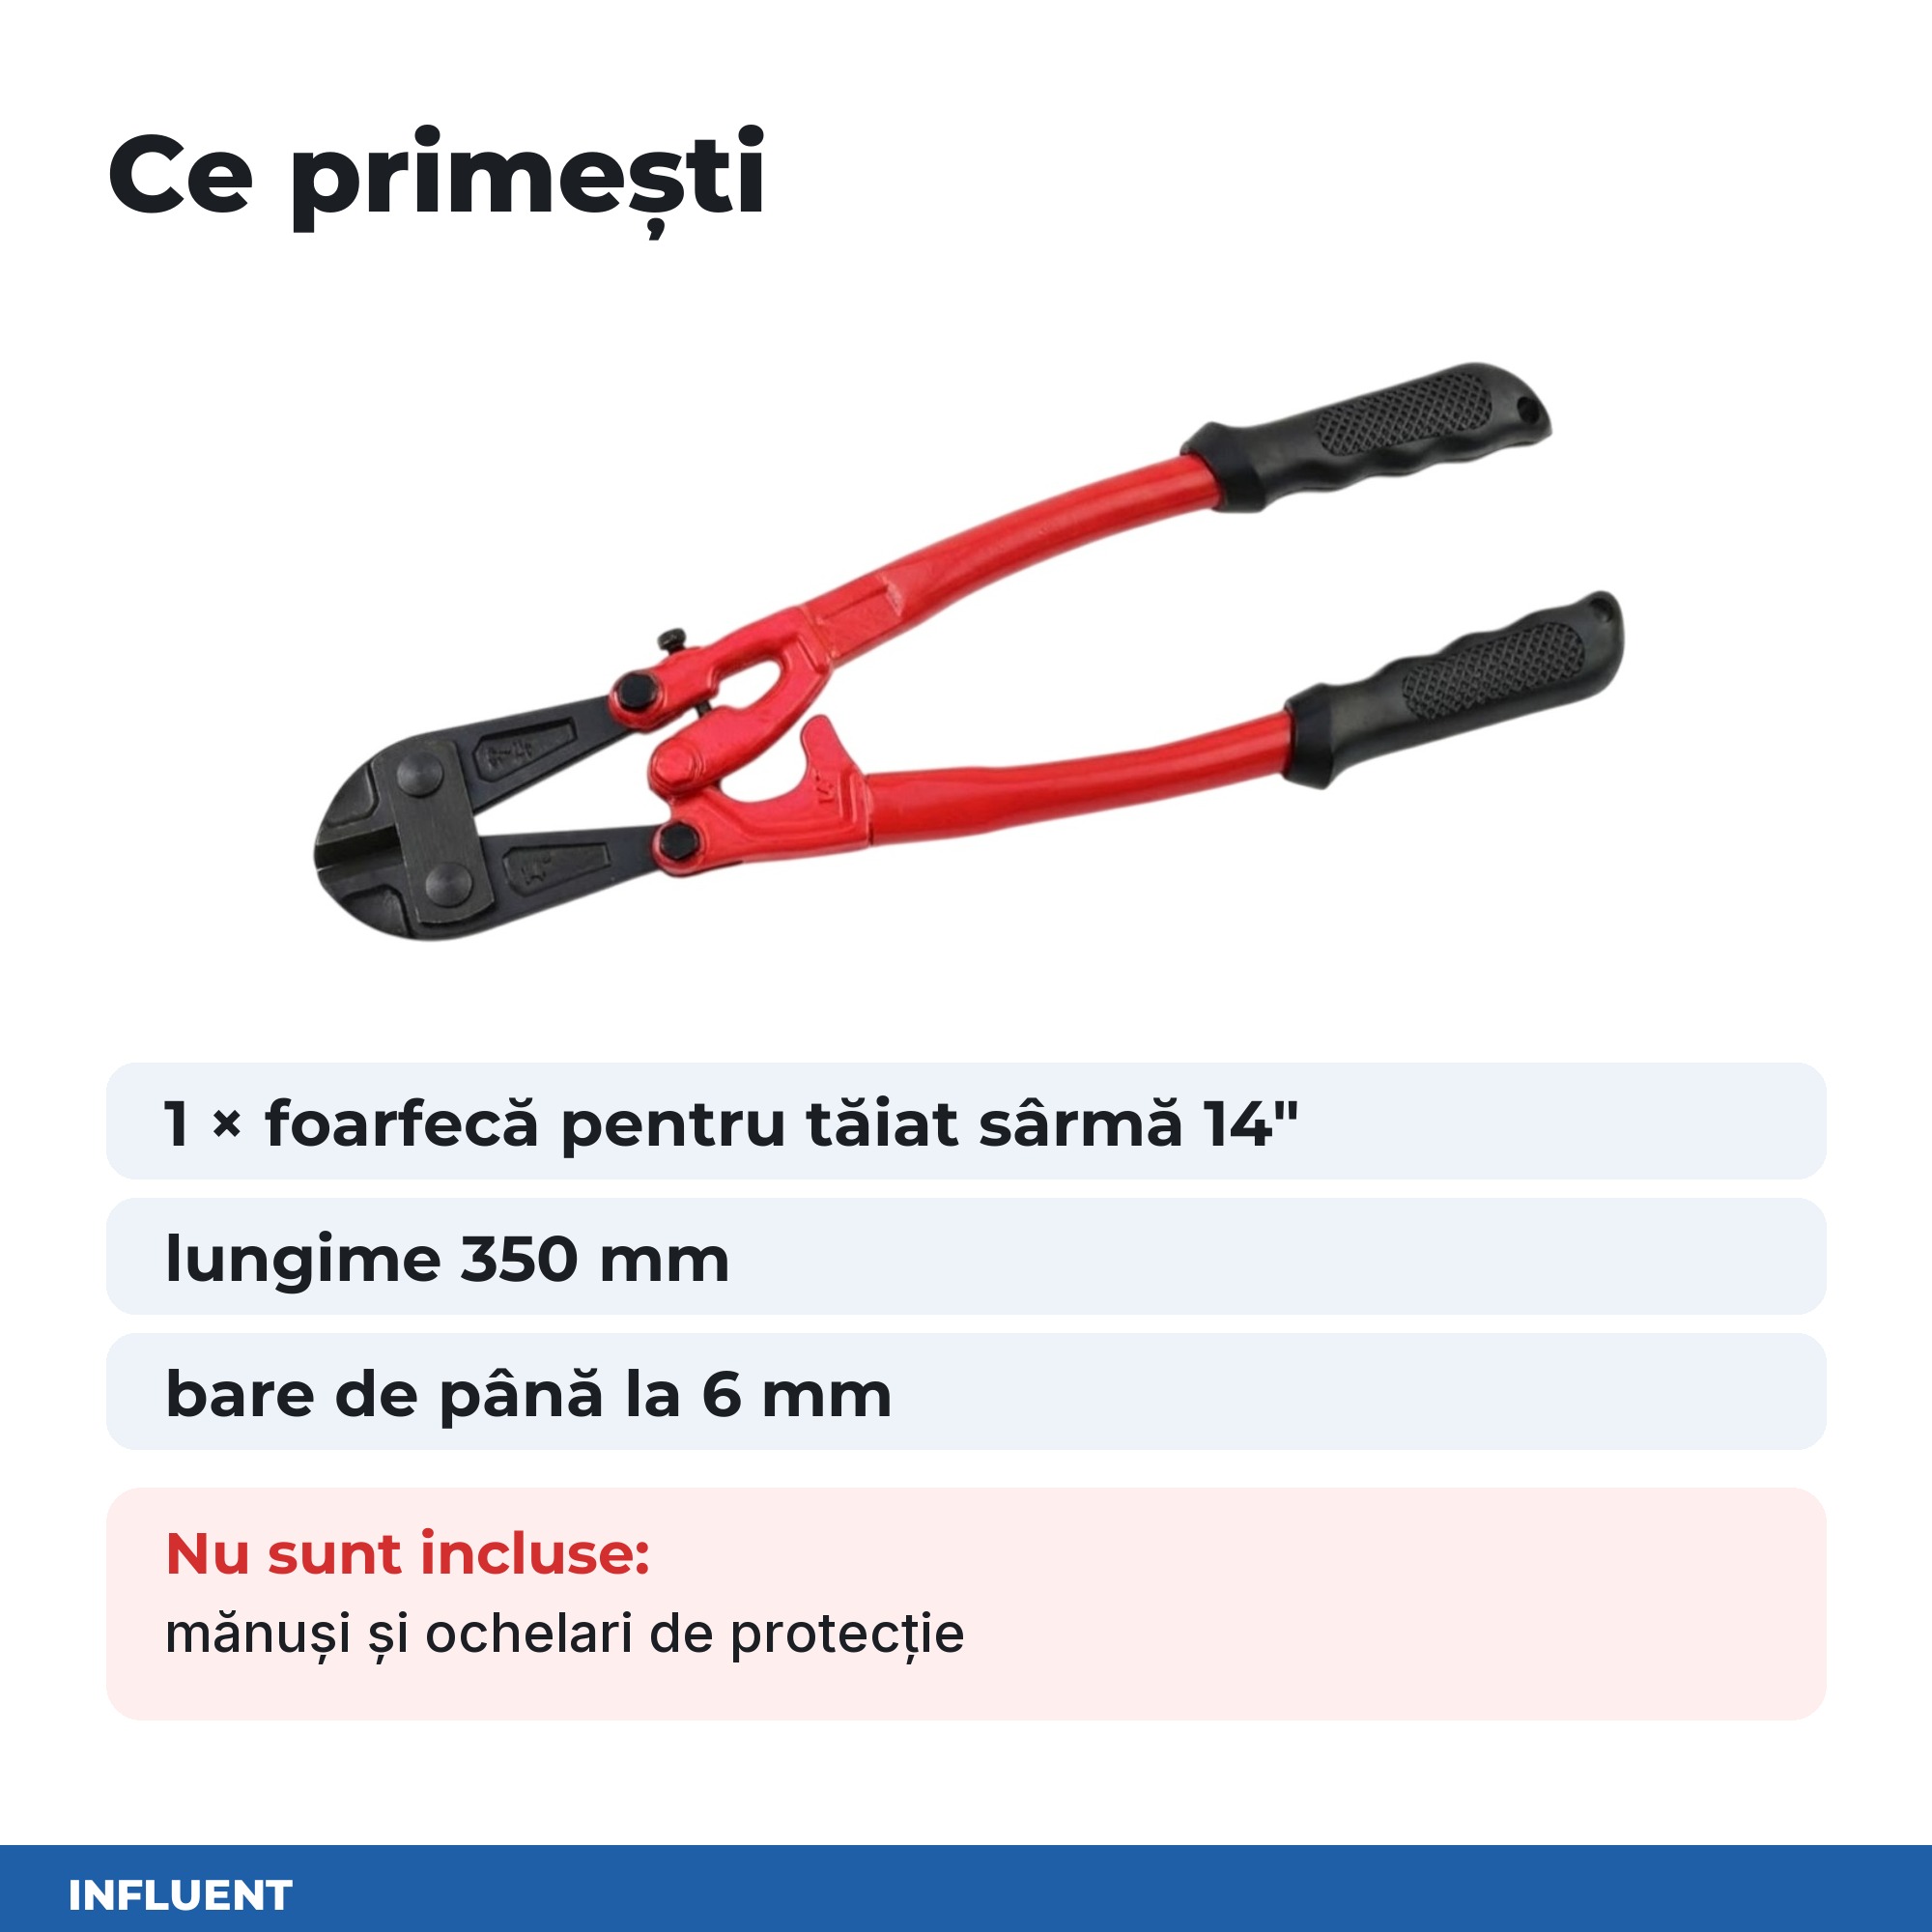 Ce primești
1 × foarfecă pentru tăiat sârmă 14"
lungime 350 mm
bare de până la 6 mm
Nu sunt incluse:
mănuși și ochelari de protecție
INFLUENT